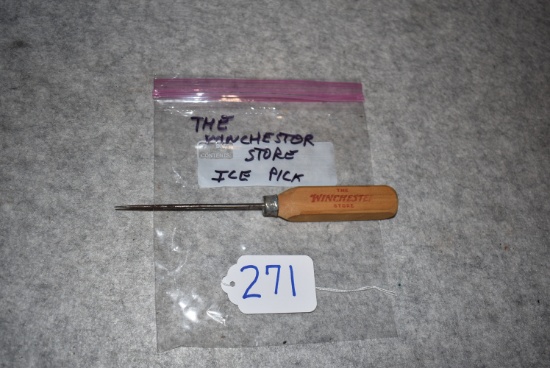 THE
WINCHESTOR
STORE
ICE PICK
THE
WINCHESTER
STORE
271